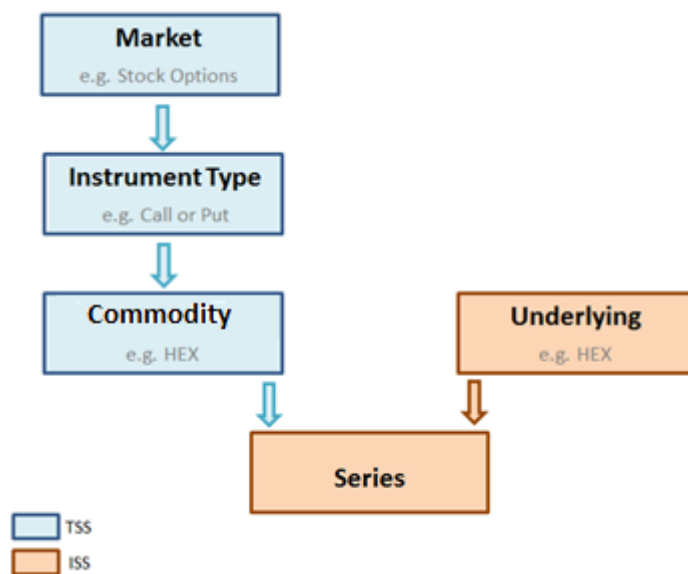 Market
e.g. Stock Options
Instrument Type
e.g. Call or Put
Commodity
e.g. HEX
Underlying
e.g. HEX
Series
TSS
ISS